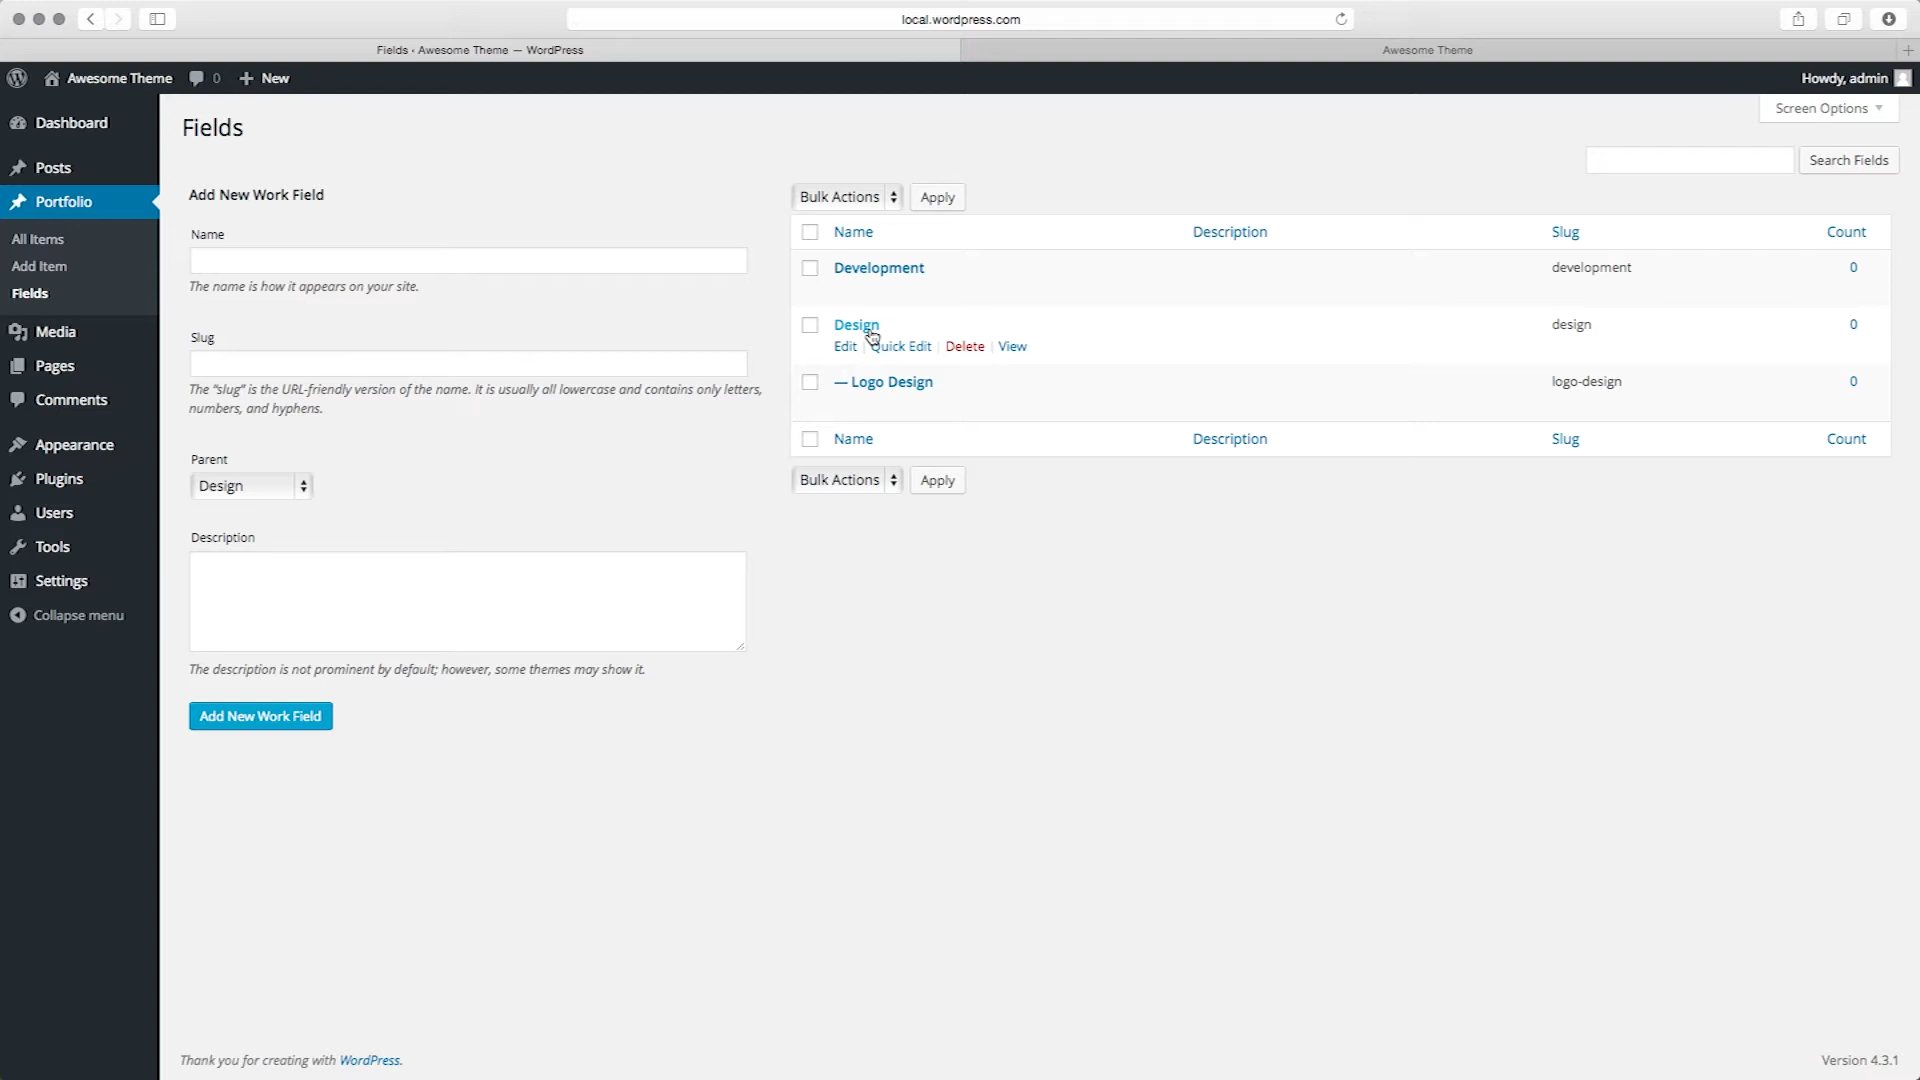 local.wordpress.com
Fields ‹ Awesome Theme — WordPress
Awesome Theme
Awesome Theme
0
New
Howdy, admin
Dashboard
Posts
Portfolio
All Items
Add Item
Fields
Media
Pages
Comments
Appearance
Plugins
Users
Tools
Settings
Collapse menu
Screen Options
Fields
Search Fields
Add New Work Field
Name
The name is how it appears on your site.
Slug
The "slug" is the URL-friendly version of the name. It is usually all lowercase and contains only letters,
numbers, and hyphens.
Parent
Design
Description
The description is not prominent by default; however, some themes may show it.
Add New Work Field
Bulk Actions Apply
Name Description Slug Count
Development development 0
Design design 0
Edit | Quick Edit | Delete | View
— Logo Design logo-design 0
Name Description Slug Count
Bulk Actions Apply
Thank you for creating with WordPress.
Version 4.3.1